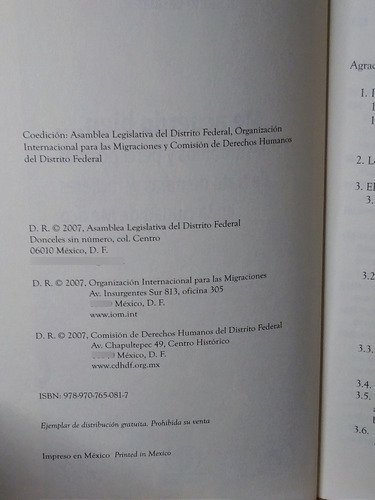 Coedición: Asamblea Legislativa del Distrito Federal, Organización
Internacional para las Migraciones y Comisión de Derechos Humanos
del Distrito Federal
D. R. © 2007, Asamblea Legislativa del Distrito Federal
Donceles sin número, col. Centro
06010 México, D. F.
D. R. © 2007, Organización Internacional para las Migraciones
Av. Insurgentes Sur 813, oficina 305
México, D. F.
www.iom.int
D. R. © 2007, Comisión de Derechos Humanos del Distrito Federal
Av. Chapultepec 49, Centro Histórico
México, D. F.
www.cdhdf.org.mx
ISBN: 978-970-765-081-7
Ejemplar de distribución gratuita. Prohibida su venta
Impreso en México Printed in Mexico
Agrad
1. I
2. L
3. El
3.
3.2
3.3.
3.4.
3.5.
3.6.